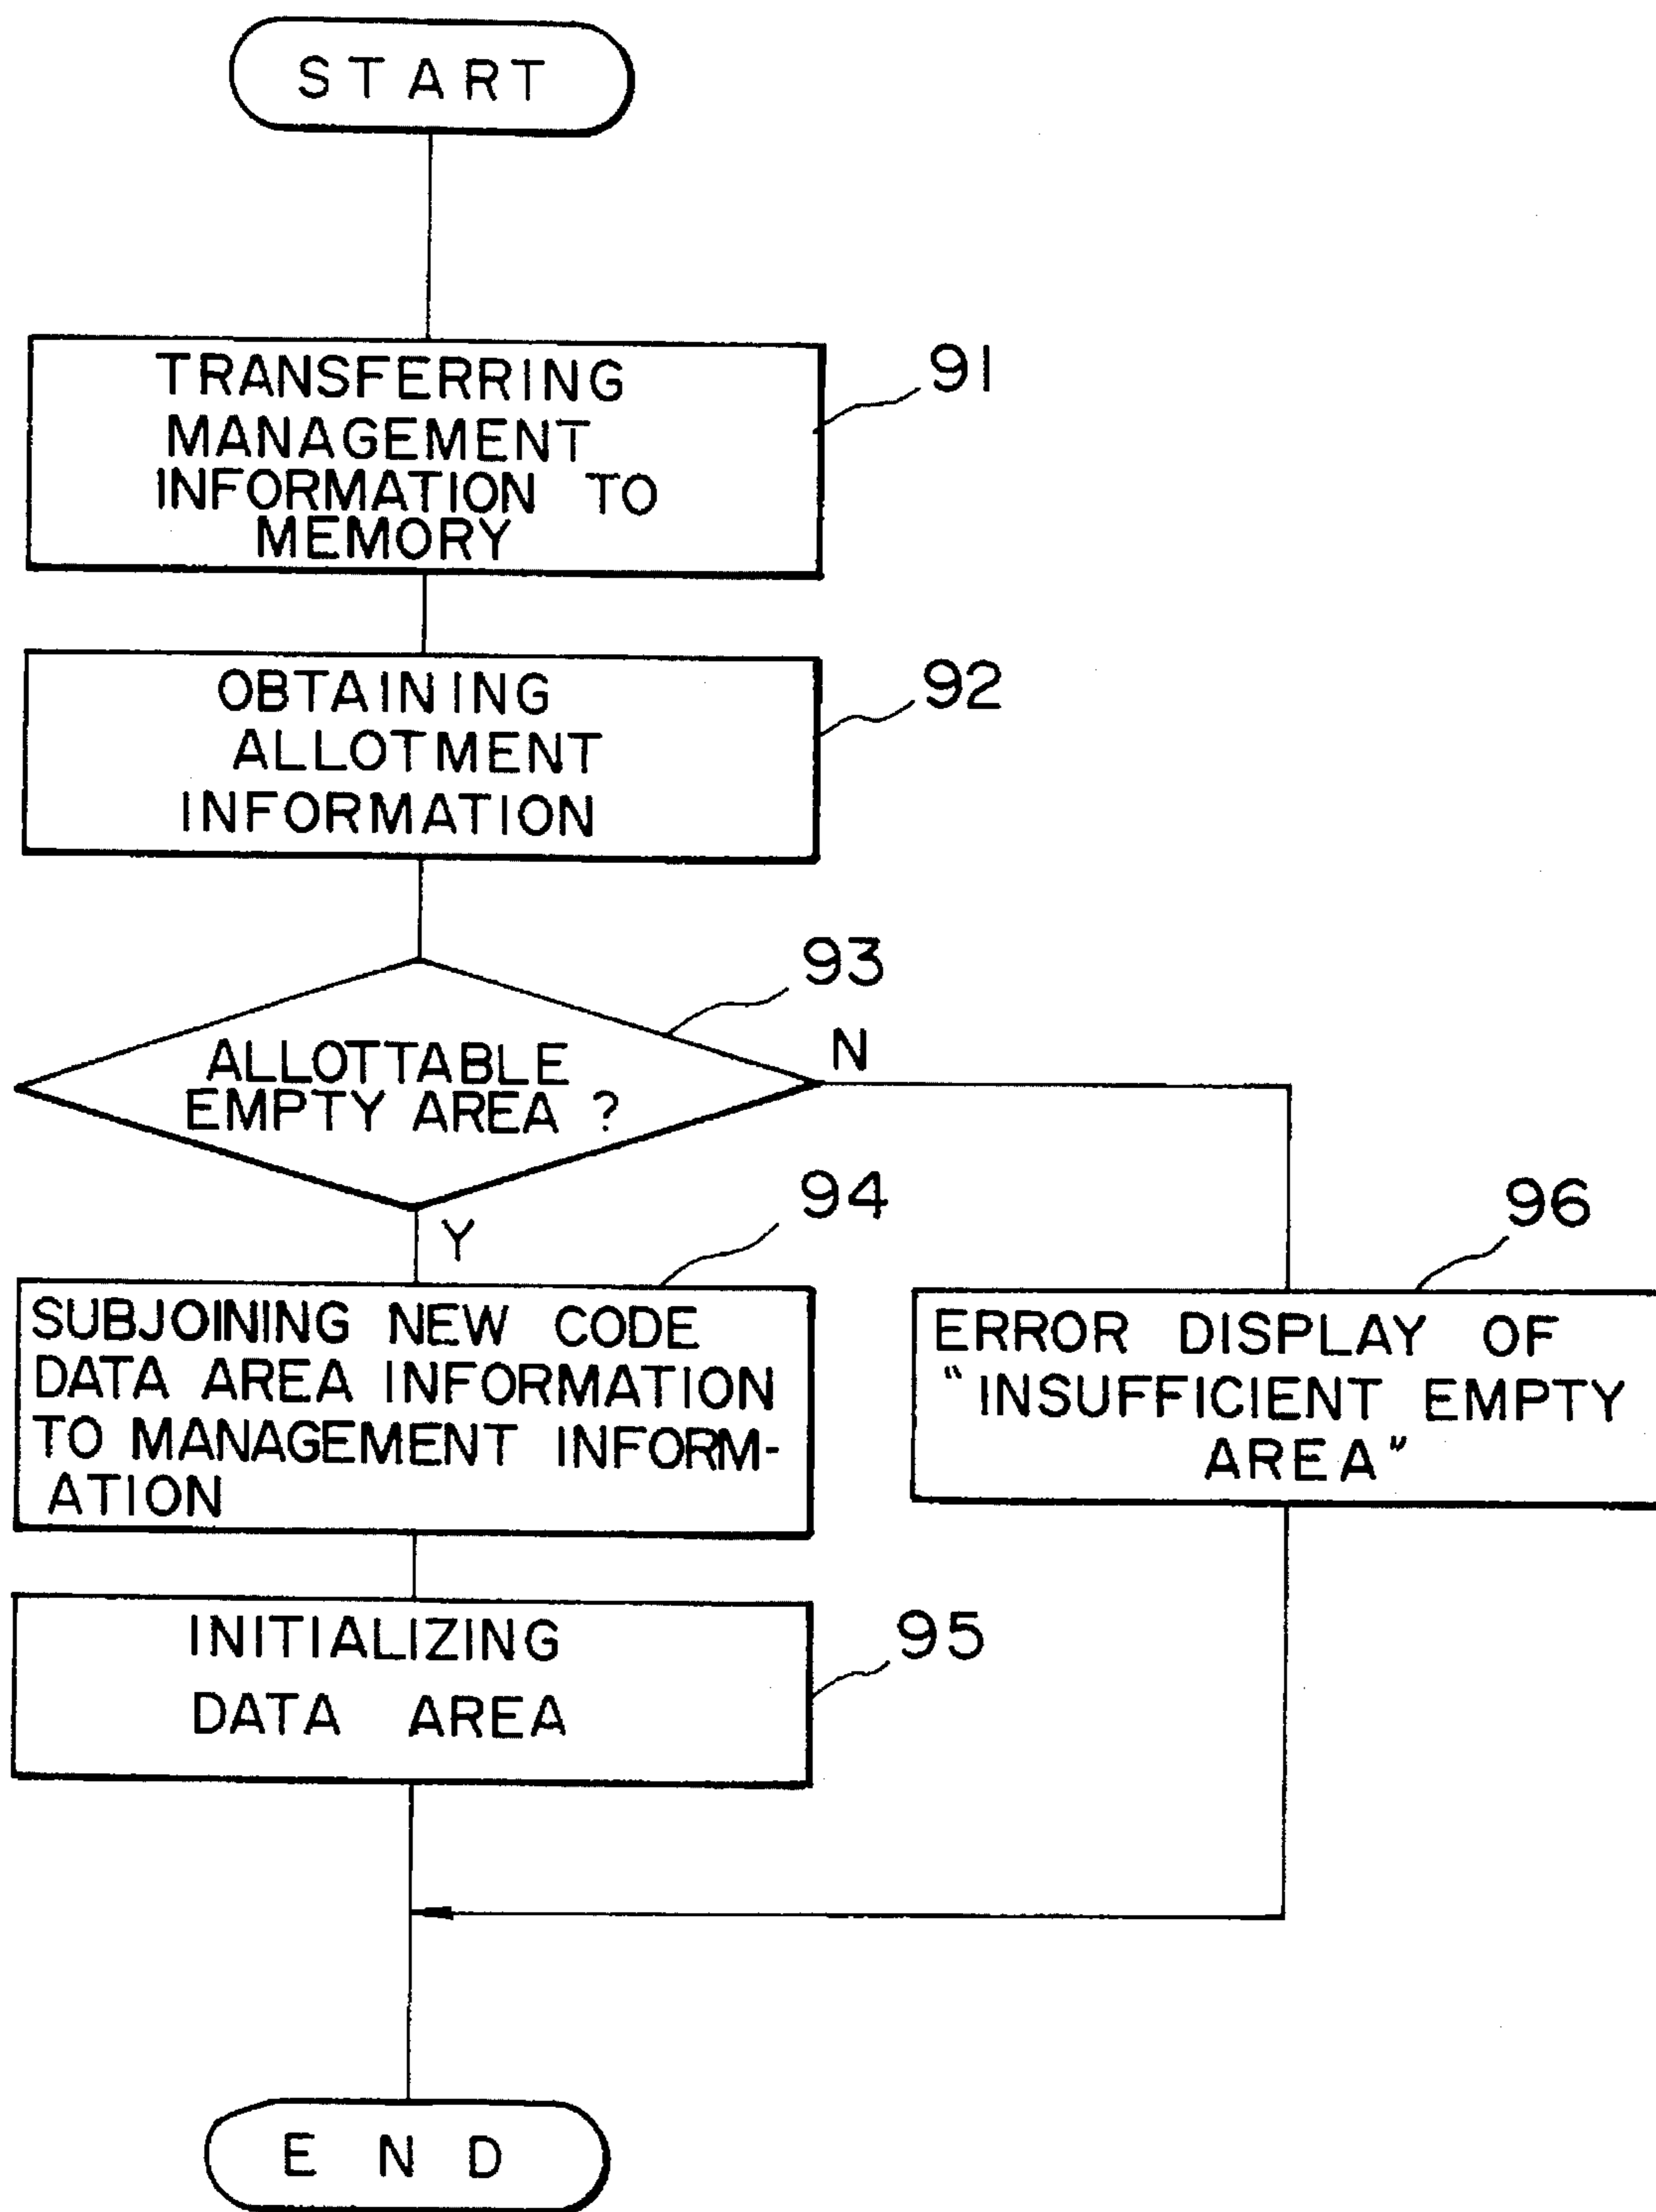 START
TRANSFERRING
MANAGEMENT
INFORMATION TO
MEMORY
91
OBTAINING
ALLOTMENT
INFORMATION
92
93
ALLOTTABLE
EMPTY AREA ?
N
Y
94
SUBJOINING NEW CODE
DATA AREA INFORMATION
TO MANAGEMENT INFORM-
ATION
96
ERROR DISPLAY OF
"INSUFFICIENT EMPTY
AREA"
INITIALIZING
DATA AREA
95
END